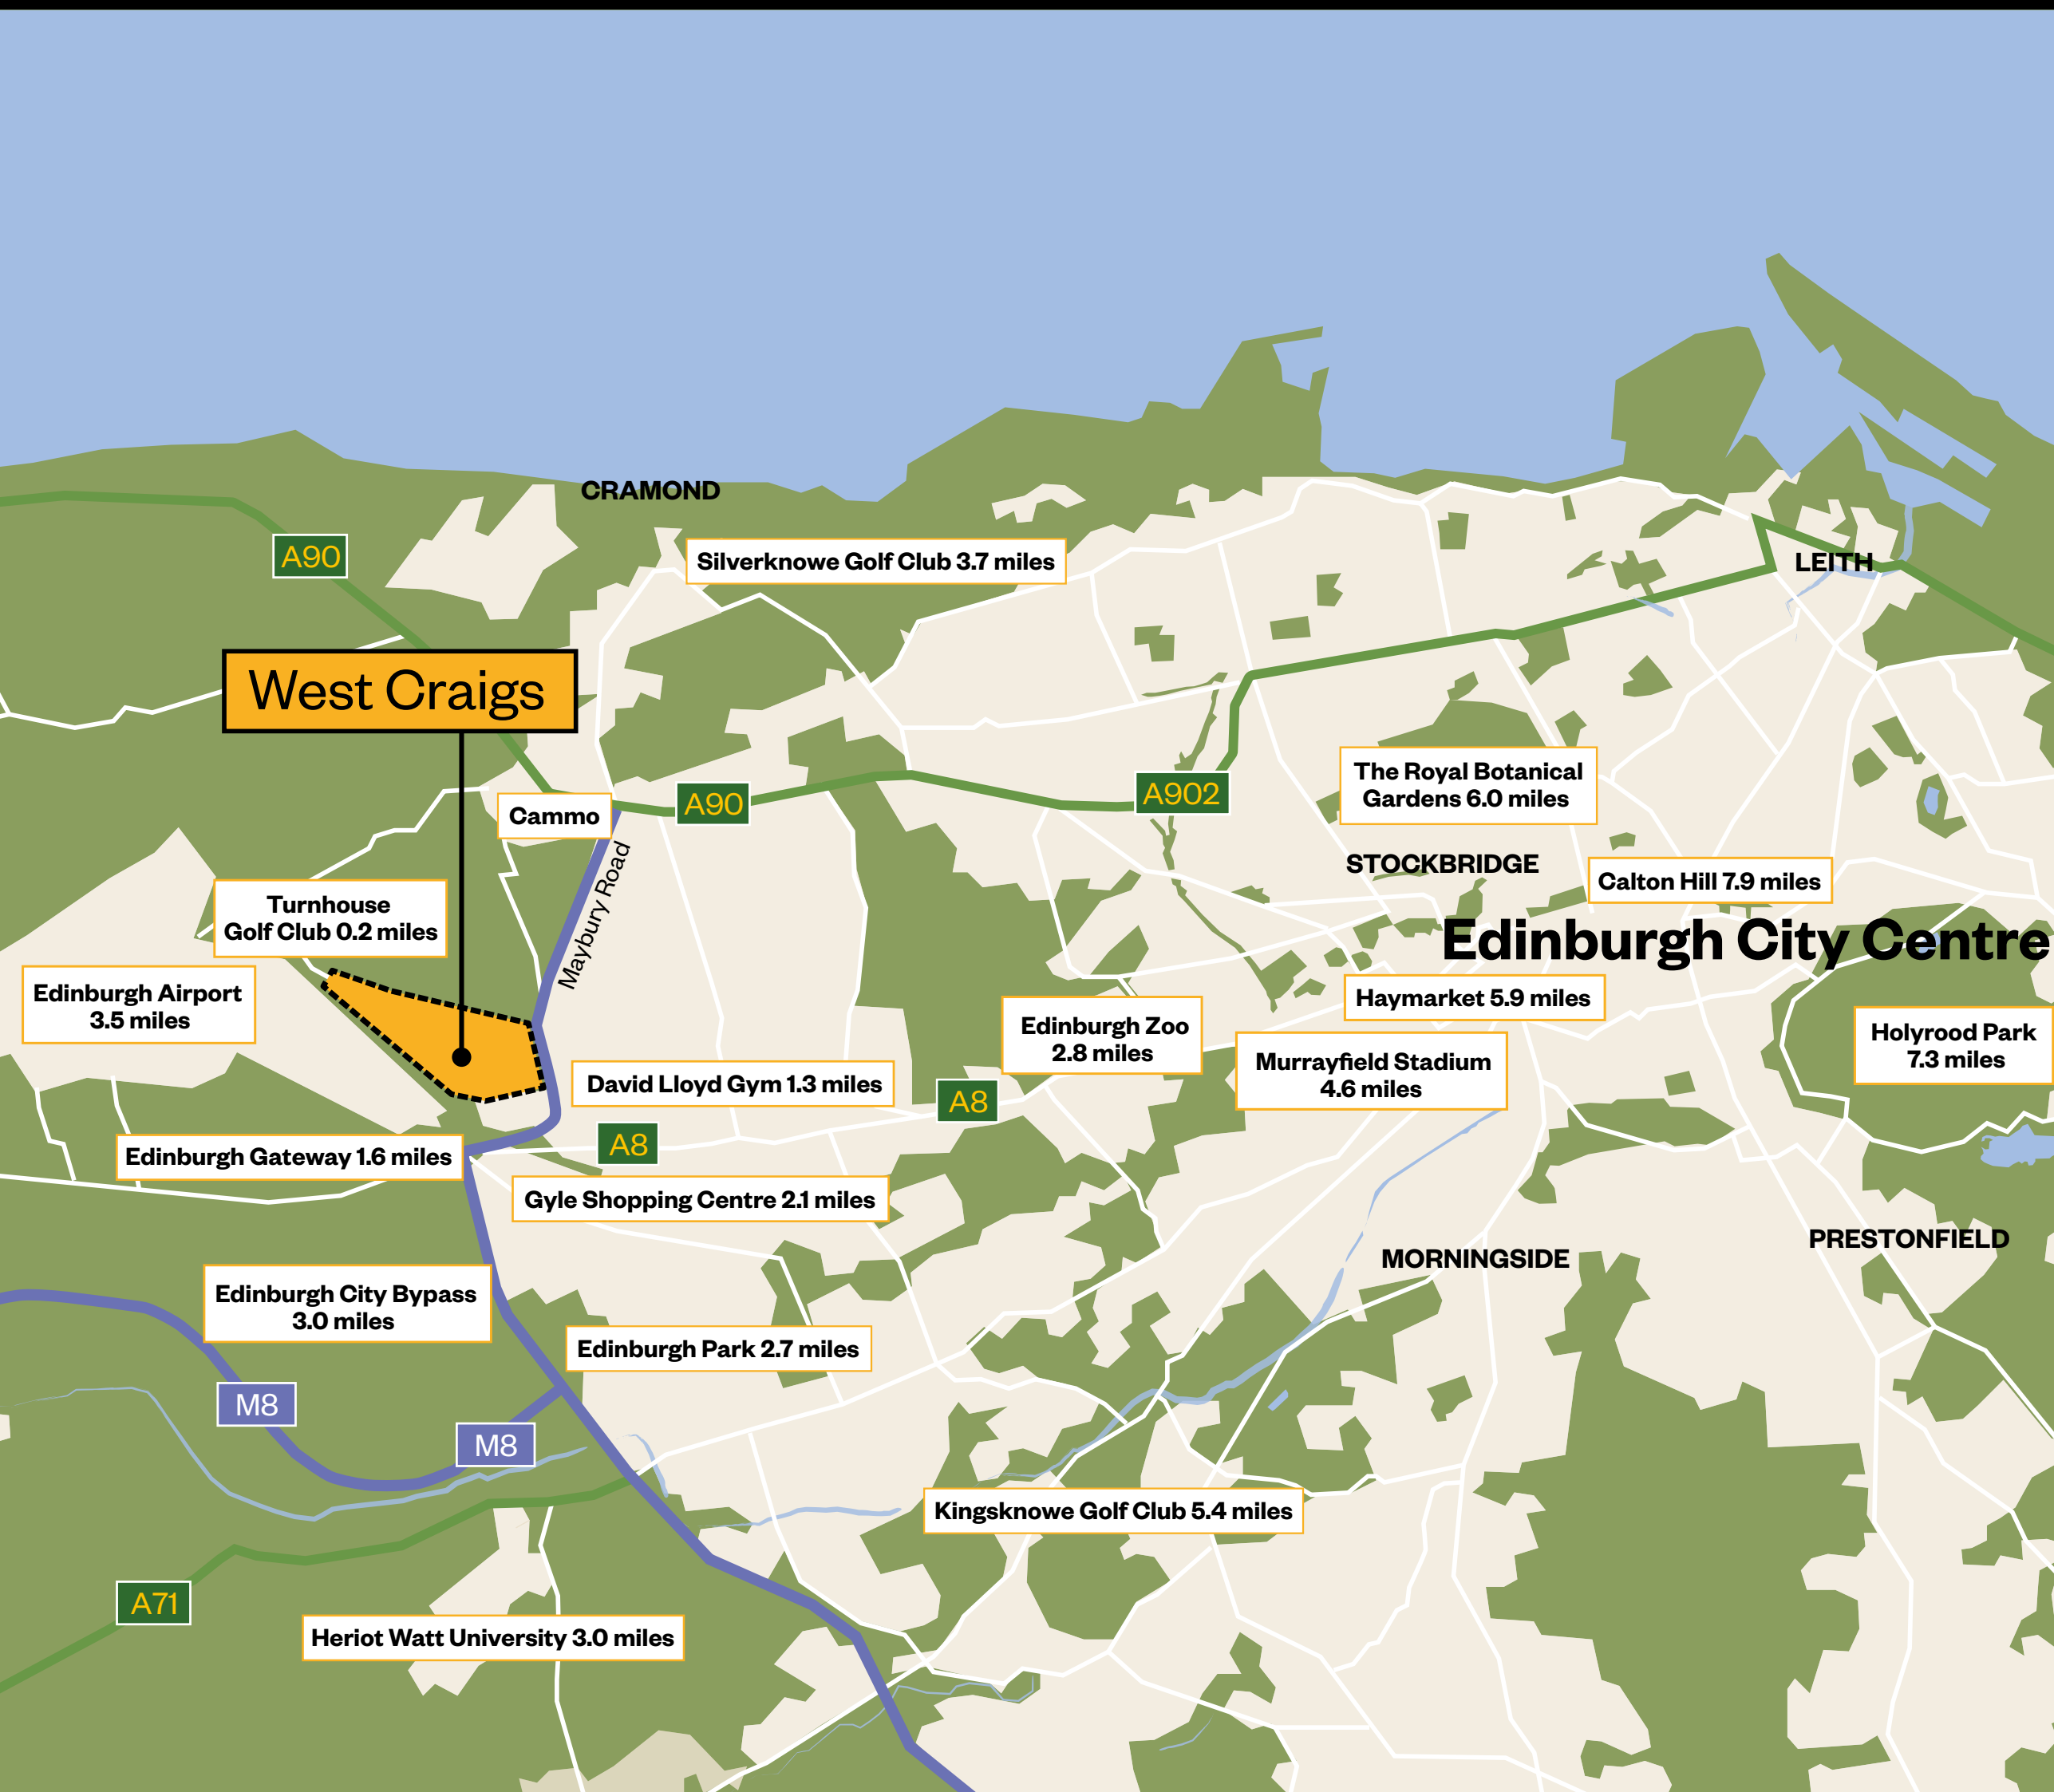 CRAMOND
A90
Silverknowe Golf Club 3.7 miles
LEITH
West Craigs
The Royal Botanical
Gardens 6.0 miles
A902
A90
Cammo
Maybury Road
STOCKBRIDGE
Calton Hill 7.9 miles
Turnhouse
Golf Club 0.2 miles
Edinburgh City Centre
Edinburgh Airport
3.5 miles
Haymarket 5.9 miles
Edinburgh Zoo
2.8 miles
Holyrood Park
7.3 miles
Murrayfield Stadium
4.6 miles
David Lloyd Gym 1.3 miles
A8
A8
Edinburgh Gateway 1.6 miles
Gyle Shopping Centre 2.1 miles
PRESTONFIELD
MORNINGSIDE
Edinburgh City Bypass
3.0 miles
Edinburgh Park 2.7 miles
M8
M8
Kingsknowe Golf Club 5.4 miles
A71
Heriot Watt University 3.0 miles